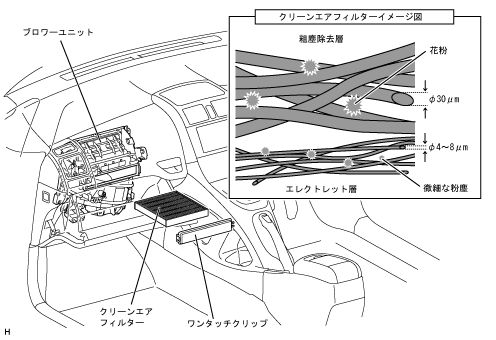 クリーンエアフィルターイメージ図
粗塵除去層
花粉
φ30μm
φ4～8μm
エレクトレット層
微細な粉塵
ブロワーユニット
クリーンエア
フィルター
ワンタッチクリップ
H